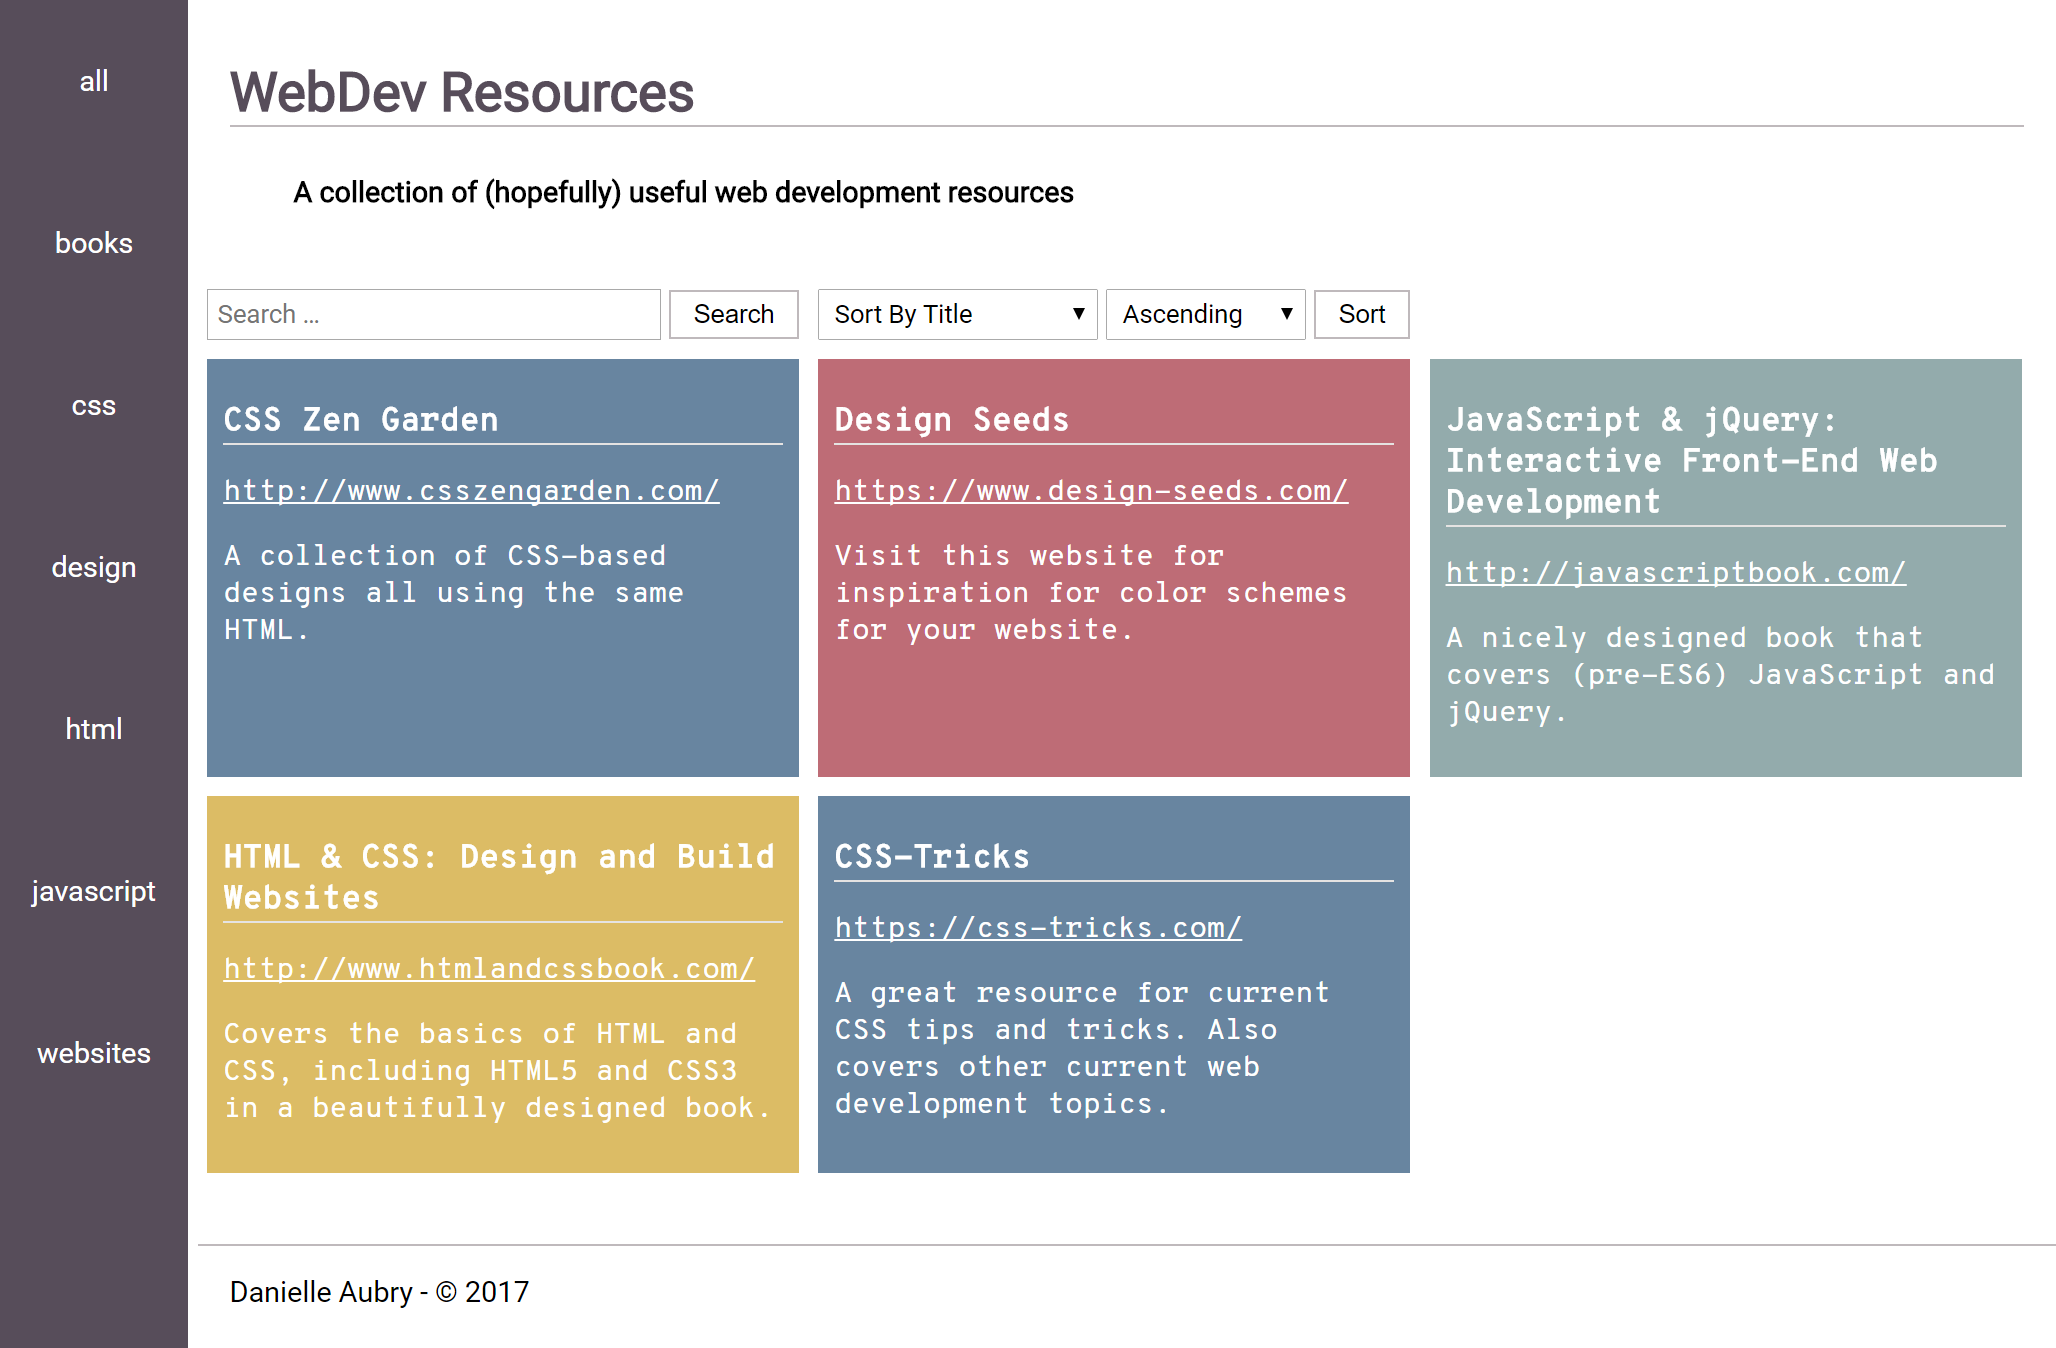 all
books
css
design
html
javascript
websites
WebDev Resources
A collection of (hopefully) useful web development resources
Search ...
Search
Sort By Title
Ascending
Sort
CSS Zen Garden
http://www.csszengarden.com/
A collection of CSS-based
designs all using the same
HTML.
Design Seeds
https://www.design-seeds.com/
Visit this website for
inspiration for color schemes
for your website.
JavaScript & jQuery:
Interactive Front-End Web
Development
http://javascriptbook.com/
A nicely designed book that
covers (pre-ES6) JavaScript and
jQuery.
HTML & CSS: Design and Build
Websites
http://www.htmlandcssbook.com/
Covers the basics of HTML and
CSS, including HTML5 and CSS3
in a beautifully designed book.
CSS-Tricks
https://css-tricks.com/
A great resource for current
CSS tips and tricks. Also
covers other current web
development topics.
Danielle Aubry - © 2017